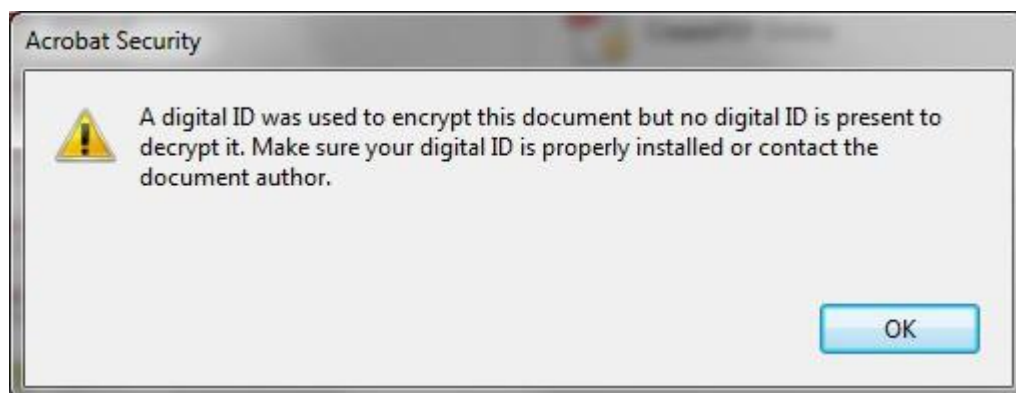 Acrobat Security
A digital ID was used to encrypt this document but no digital ID is present to
decrypt it. Make sure your digital ID is properly installed or contact the
document author.
OK